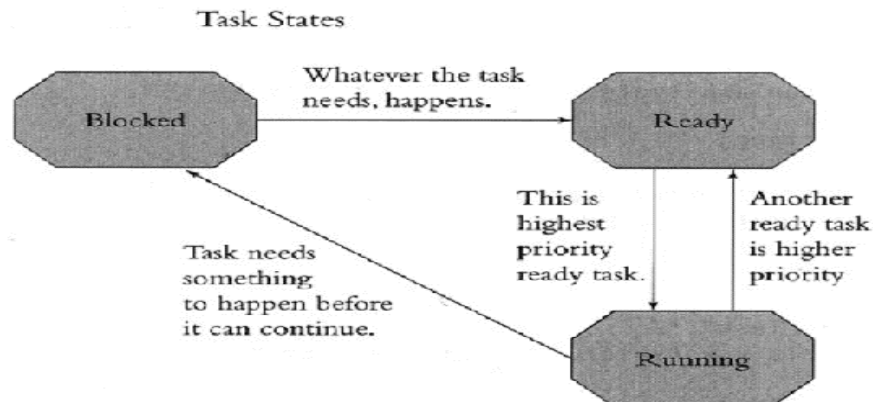 Task States
Whatever the task
needs, happens.
Blocked
Ready
This is
highest
priority
ready task.
Another
ready task
is higher
priority
Task needs
something
to happen before
it can continue.
Running